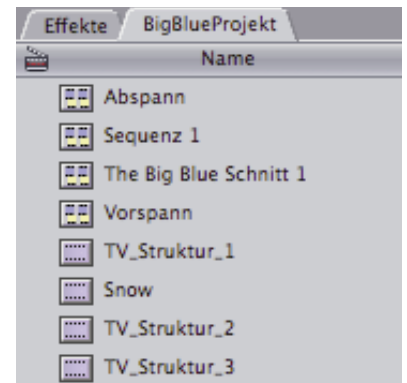 Effekte BigBlueProjekt
Name
Abspann
Sequenz 1
The Big Blue Schnitt 1
Vorspann
TV_Struktur_1
Snow
TV_Struktur_2
TV_Struktur_3